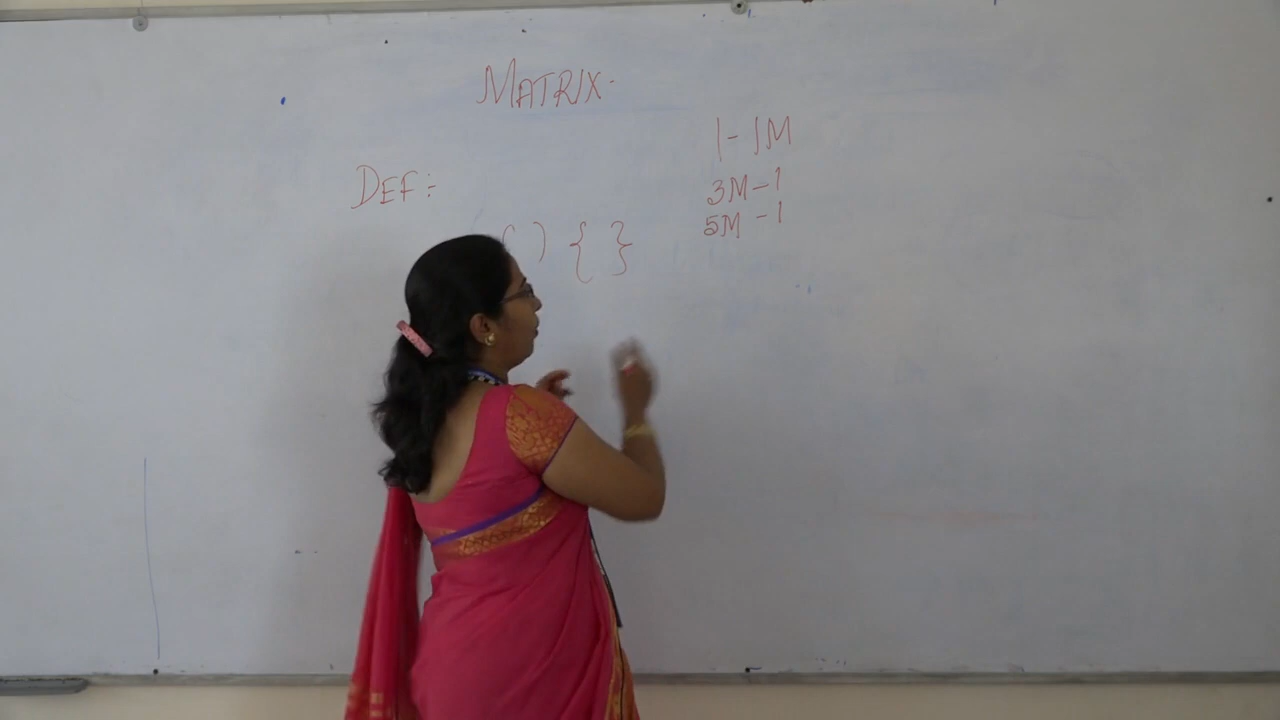 MATRIX-
1-1M
DEF:-
3M-1
5M-1
( ) { }